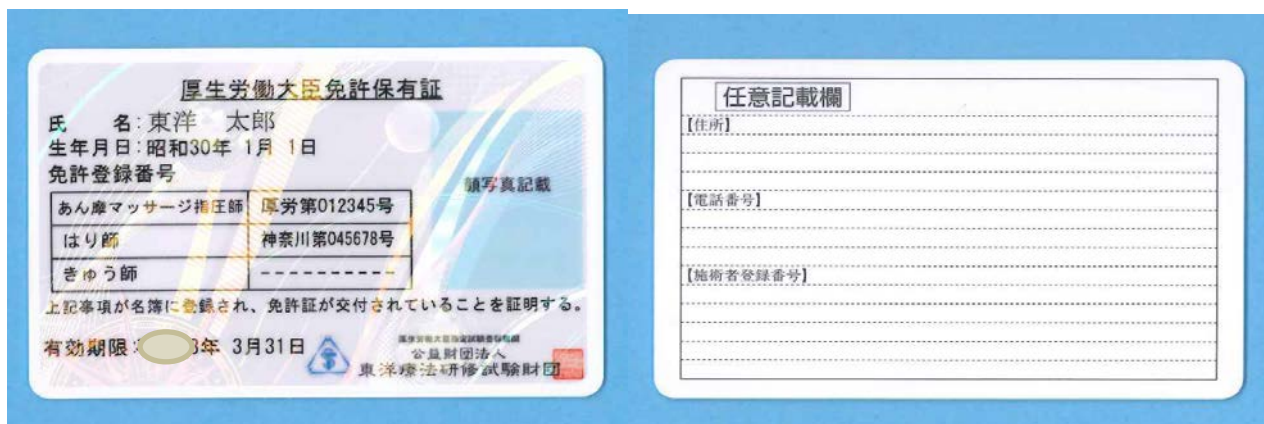 厚生労働大臣免許保有証
氏　名：東洋　太郎
生年月日：昭和30年 1月 1日
免許登録番号
顔写真記載
あん摩マッサージ指圧師 厚労第012345号
はり師 神奈川第045678号
きゅう師 ----------
上記事項が名簿に登録され、免許証が交付されていることを証明する。
有効期限： 3年 3月31日
公益財団法人
東洋療法研修試験財団
任意記載欄
【住所】
【電話番号】
【施術者登録番号】